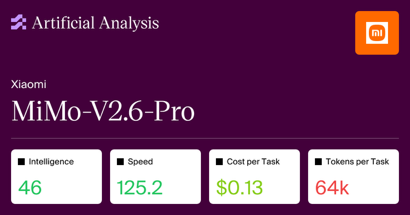 Artificial Analysis
mi
Xiaomi
MiMo-V2.6-Pro
Intelligence
46
Speed
125.2
Cost per Task
$0.13
Tokens per Task
64k